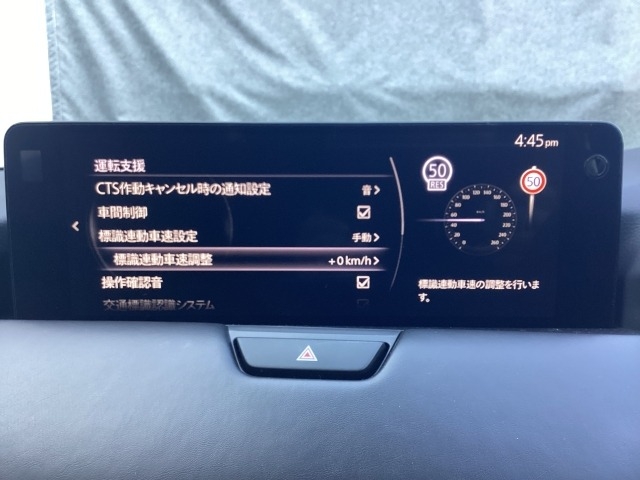 4:45pm
運転支援
CTS作動キャンセル時の通知設定 音
車間制御
標識連動車速設定 手動
標識連動車速調整 +0km/h
操作確認音
交通標識認識システム
50
RES
50
標識連動車速の調整を行いま
す。